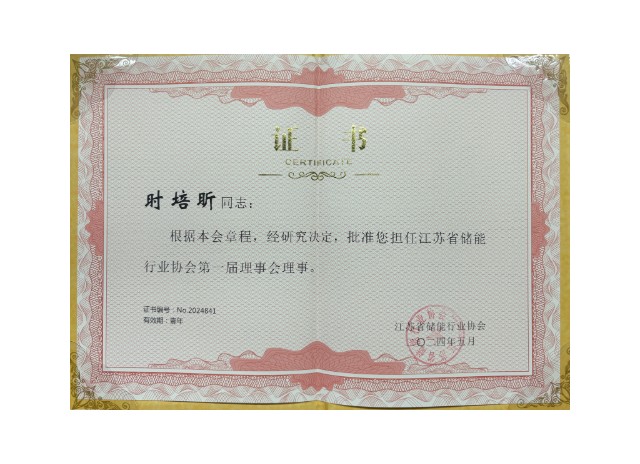 证 书
CERTIFICATE
时培昕同志：
根据本会章程，经研究决定，批准您担任江苏省储能
行业协会第一届理事会理事。
证书编号：No.2024841
有效期：壹年
江苏省储能行业协会
二〇二四年五月